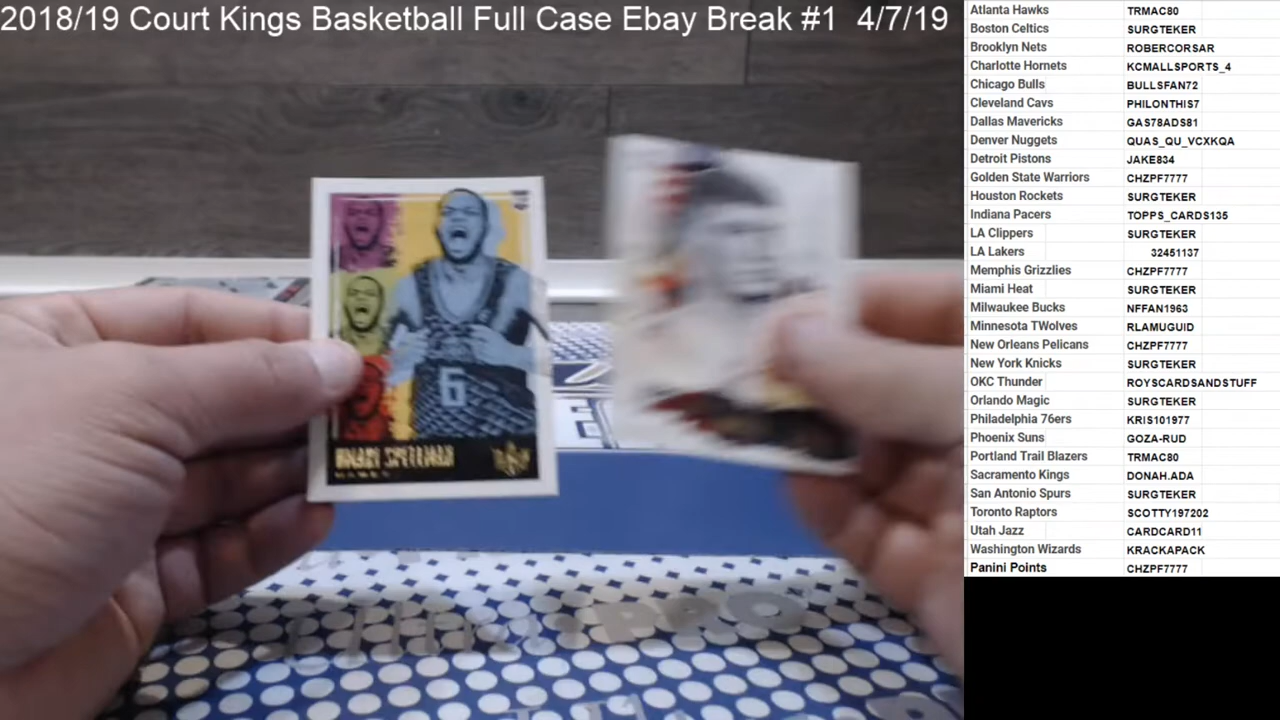 2018/19 Court Kings Basketball Full Case Ebay Break #1 4/7/19
Atlanta Hawks TRMAC80
Boston Celtics SURGTEKER
Brooklyn Nets ROBERCORSAR
Charlotte Hornets KCMALLSPORTS_4
Chicago Bulls BULLSFAN72
Cleveland Cavs PHILONTHIS7
Dallas Mavericks GAS78ADS81
Denver Nuggets QUAS_QU_VCXKQA
Detroit Pistons JAKE834
Golden State Warriors CHZPF7777
Houston Rockets SURGTEKER
Indiana Pacers TOPPS_CARDS135
LA Clippers SURGTEKER
LA Lakers 32451137
Memphis Grizzlies CHZPF7777
Miami Heat SURGTEKER
Milwaukee Bucks NFFAN1963
Minnesota TWolves RLAMUGUID
New Orleans Pelicans CHZPF7777
New York Knicks SURGTEKER
OKC Thunder ROYSCARDSANDSTUFF
Orlando Magic SURGTEKER
Philadelphia 76ers KRIS101977
Phoenix Suns GOZA-RUD
Portland Trail Blazers TRMAC80
Sacramento Kings DONAH.ADA
San Antonio Spurs SURGTEKER
Toronto Raptors SCOTTY197202
Utah Jazz CARDCARD11
Washington Wizards KRACKAPACK
Panini Points CHZPF7777
6